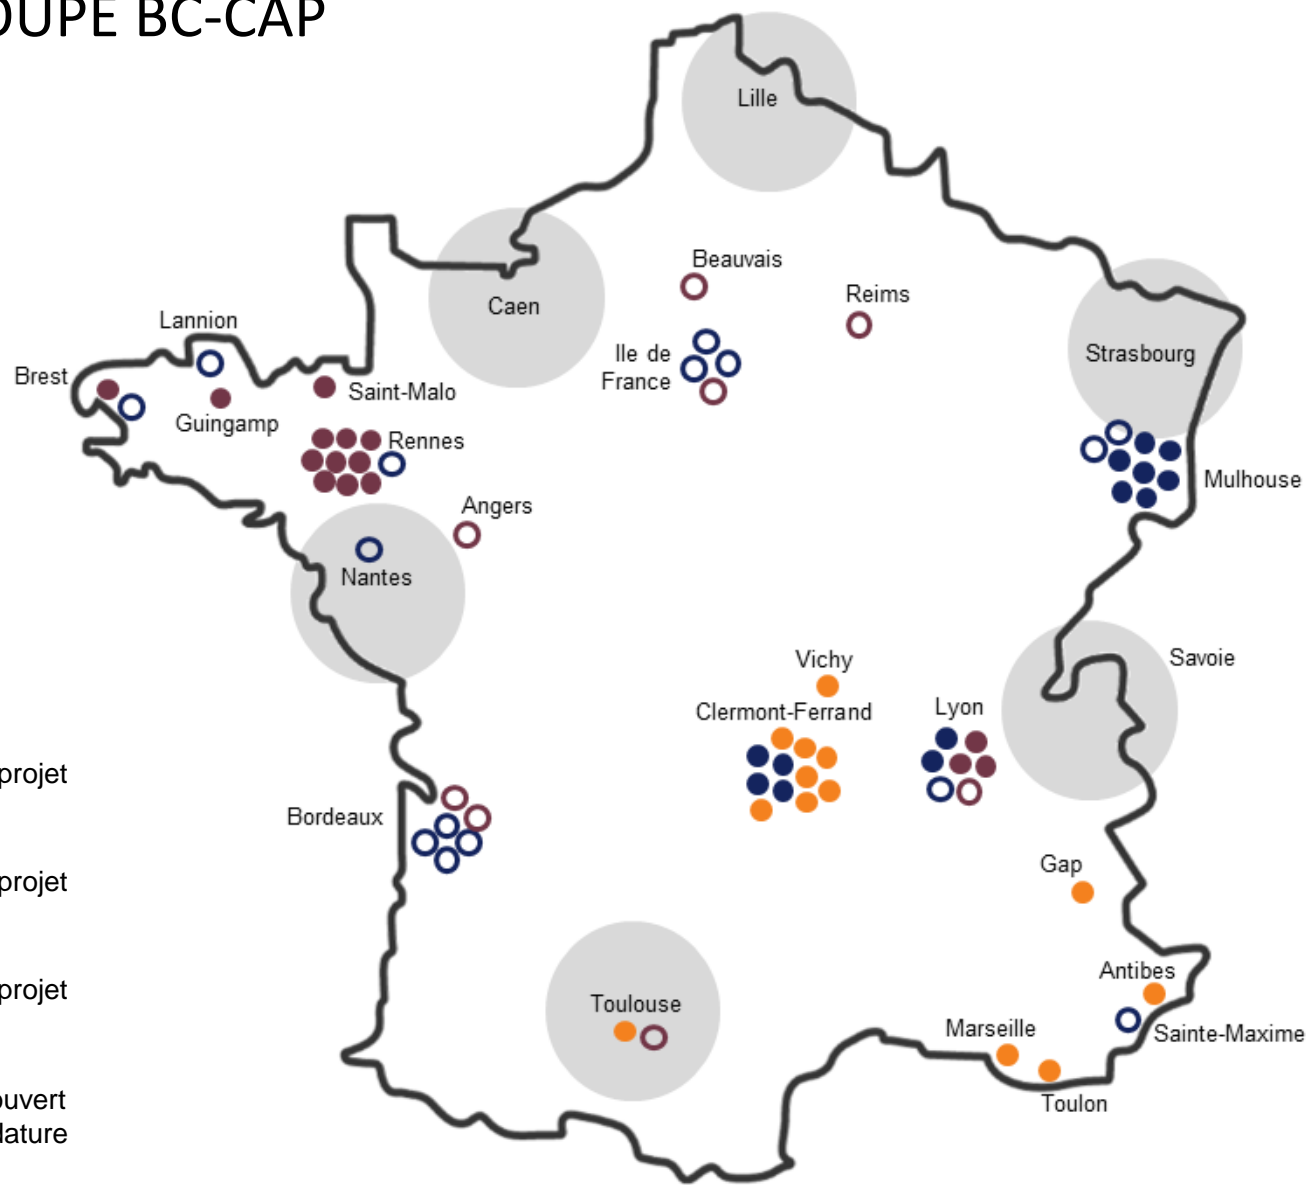 OUPE BC-CAP
Lille
Beauvais
Reims
Caen
Lannion
Ile de
France
Strasbourg
Brest
Saint-Malo
Guingamp
Rennes
Mulhouse
Angers
Nantes
Vichy
Savoie
Clermont-Ferrand
Lyon
projet
Bordeaux
Gap
projet
Antibes
projet
Toulouse
Marseille
Sainte-Maxime
Toulon
ouvert
lature